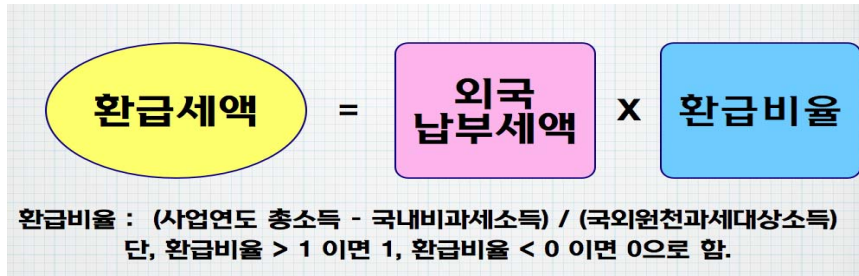 환급세액
=
외국
납부세액
X
환급비율
환급비율 : (사업연도 총소득 - 국내비과세소득) / (국외원천과세대상소득)
단, 환급비율 > 1 이면 1, 환급비율 < 0 이면 0으로 함.